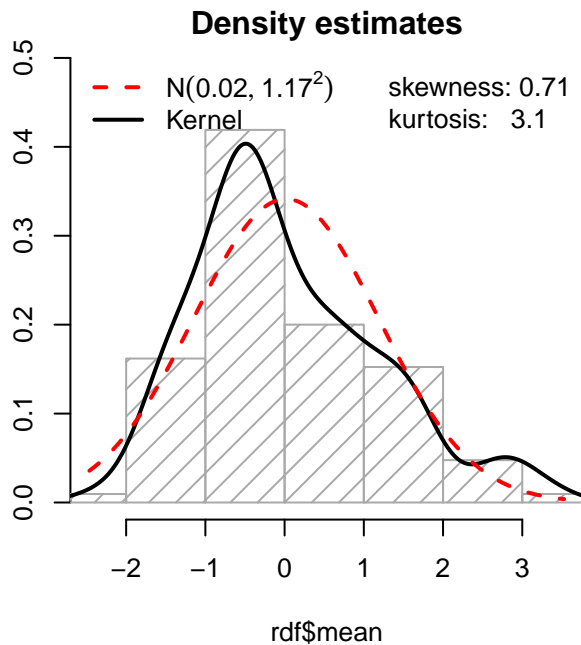 Density estimates
0.5
0.4
0.3
0.2
0.1
0.0
N(0.02, 1.17²) skewness: 0.71
Kernel kurtosis: 3.1
−2 −1 0 1 2 3
rdf$mean